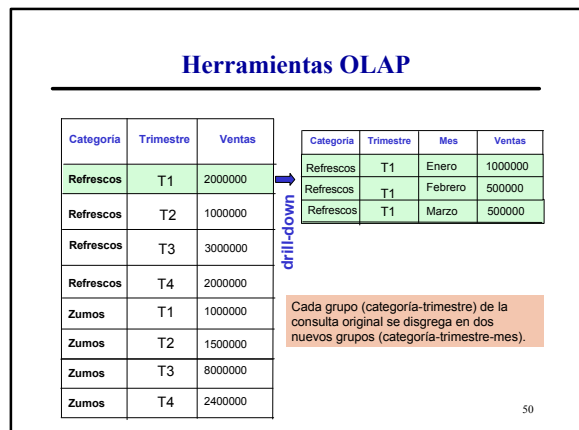 Herramientas OLAP
Categoría Trimestre Ventas
Refrescos T1 2000000
Refrescos T2 1000000
Refrescos T3 3000000
Refrescos T4 2000000
Zumos T1 1000000
Zumos T2 1500000
Zumos T3 8000000
Zumos T4 2400000
drill-down
Categoría Trimestre Mes Ventas
Refrescos T1 Enero 1000000
Refrescos T1 Febrero 500000
Refrescos T1 Marzo 500000
Cada grupo (categoría-trimestre) de la
consulta original se disgrega en dos
nuevos grupos (categoría-trimestre-mes).
50